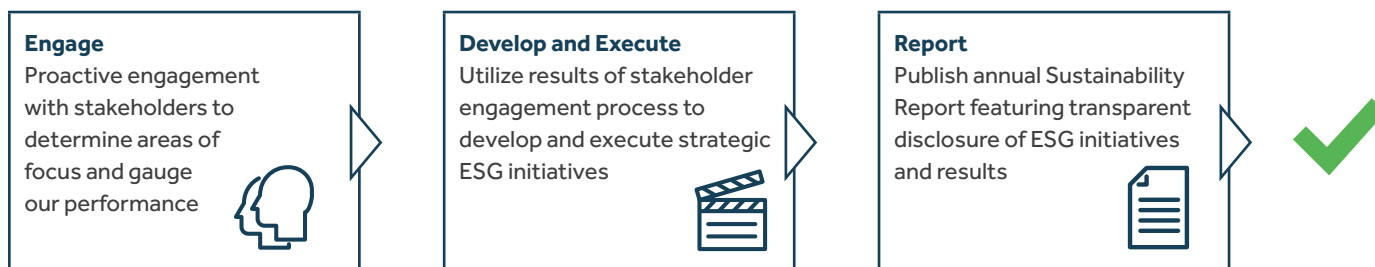 Engage
Proactive engagement
with stakeholders to
determine areas of
focus and gauge
our performance
Develop and Execute
Utilize results of stakeholder
engagement process to
develop and execute strategic
ESG initiatives
Report
Publish annual Sustainability
Report featuring transparent
disclosure of ESG initiatives
and results